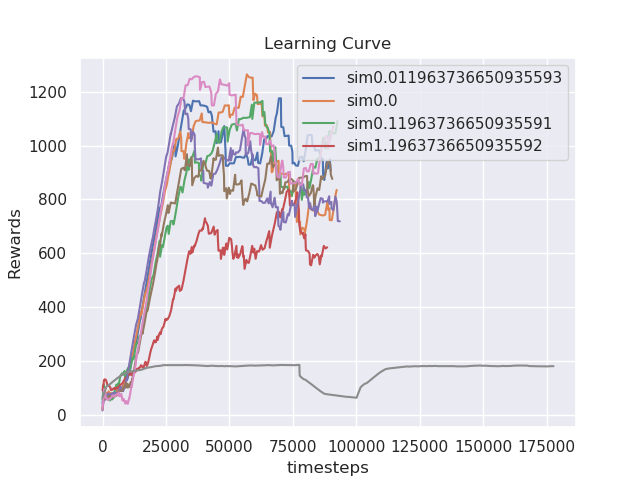 Learning Curve
sim0.011963736650935593
sim0.0
sim0.11963736650935591
sim1.1963736650935592
1200
1000
800
600
400
200
0
Rewards
0 25000 50000 75000 100000 125000 150000 175000
timesteps